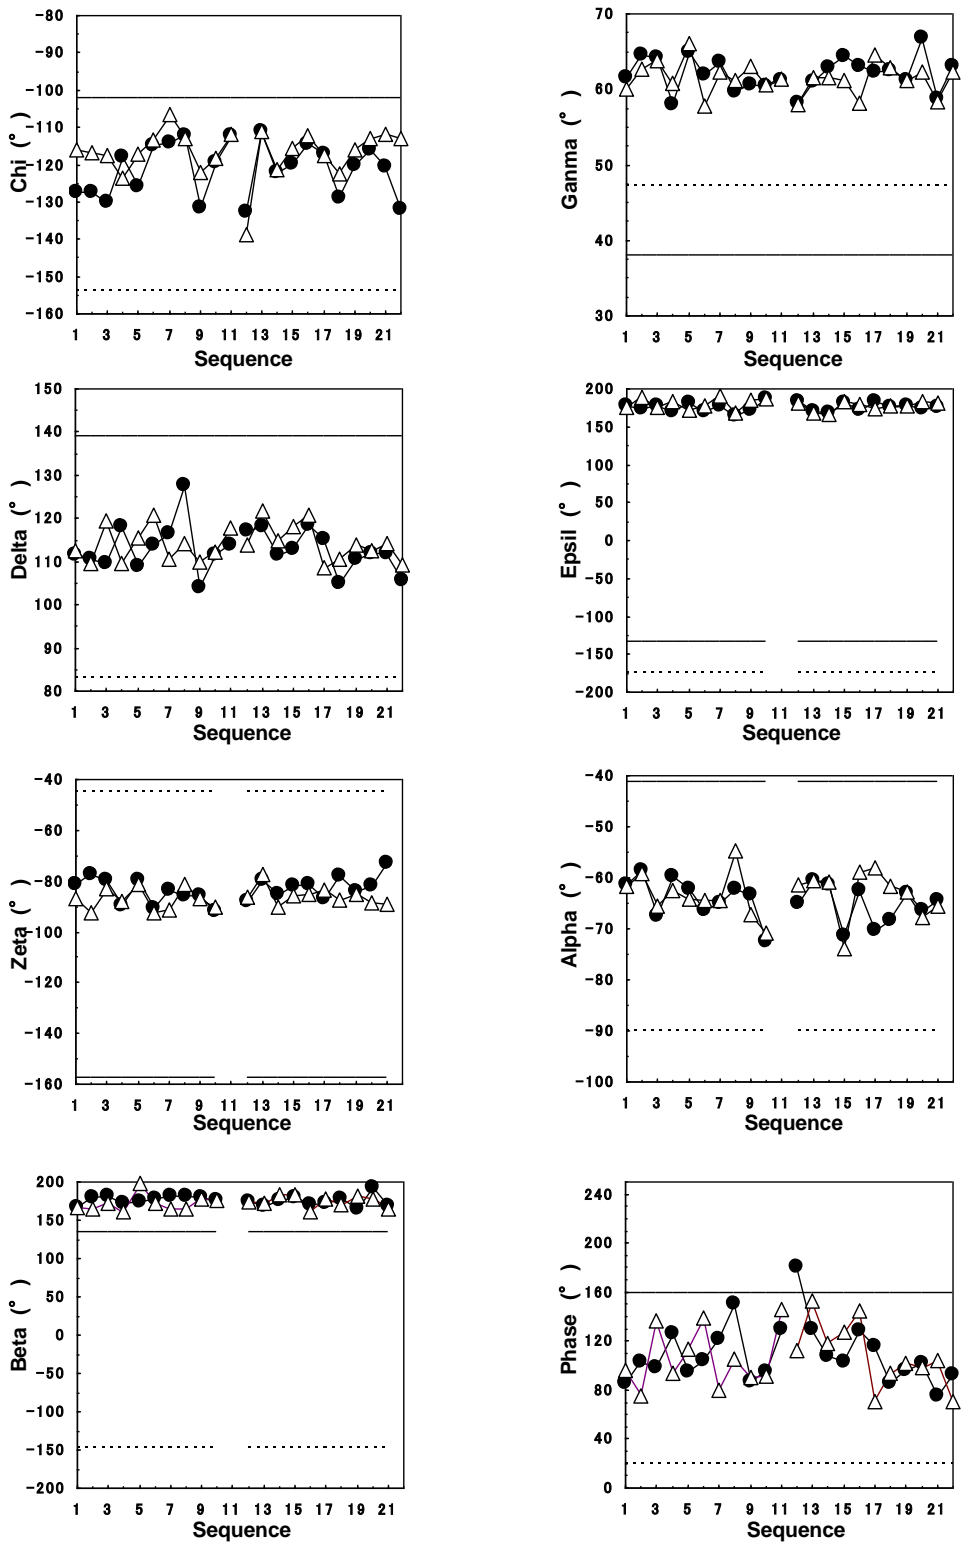 -80
-90
-100
-110
-120
-130
-140
-150
-160
Chi (°)
1 3 5 7 9 11 13 15 17 19 21
Sequence
70
60
50
40
30
Ganma (°)
1 3 5 7 9 11 13 15 17 19 21
Sequence
150
140
130
120
110
100
90
80
Delta (°)
1 3 5 7 9 11 13 15 17 19 21
Sequence
200
150
100
50
0
-50
-100
-150
-200
Epsil (°)
1 3 5 7 9 11 13 15 17 19 21
Sequence
-40
-60
-80
-100
-120
-140
-160
Zeta (°)
1 3 5 7 9 11 13 15 17 19 21
Sequence
-40
-50
-60
-70
-80
-90
-100
Alpha (°)
1 3 5 7 9 11 13 15 17 19 21
Sequence
200
150
100
50
0
-50
-100
-150
-200
Beta (°)
1 3 5 7 9 11 13 15 17 19 21
Sequence
240
200
160
120
80
40
0
Phase (°)
1 3 5 7 9 11 13 15 17 19 21
Sequence